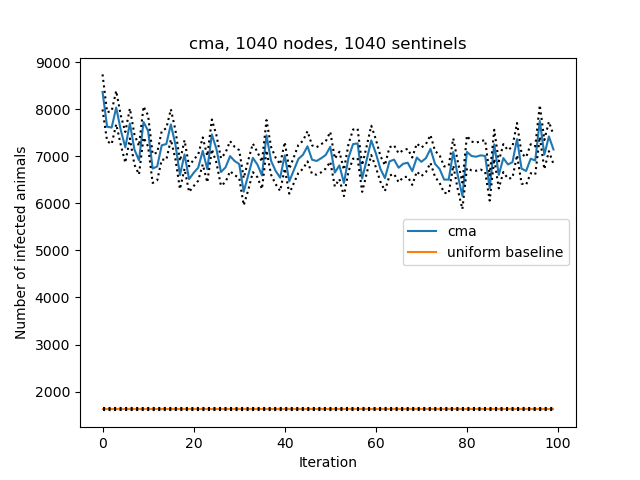 cma, 1040 nodes, 1040 sentinels
9000
8000
7000
6000
5000
4000
3000
2000
Number of infected animals
cma
uniform baseline
0
20
40
60
80
100
Iteration